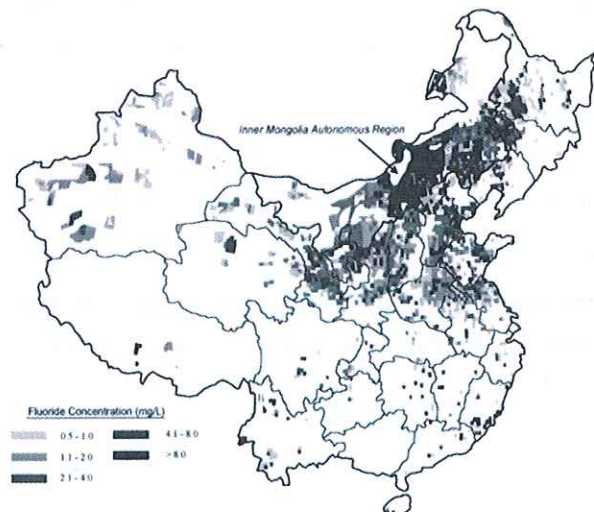 Inner Mongolia Autonomous Region
Fluoride Concentration (mg/L)
0.5 - 1.0
4.1 - 8.0
1.1 - 2.0
> 8.0
2.1 - 4.0